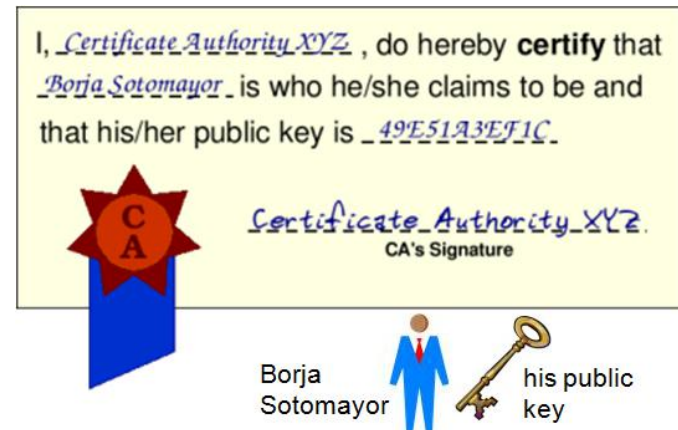 I, Certificate Authority XYZ , do hereby certify that
Borja Sotomayor is who he/she claims to be and
that his/her public key is 49E51A3EF1C
C
A
Certificate Authority XYZ
CA's Signature
Borja
Sotomayor
his public
key